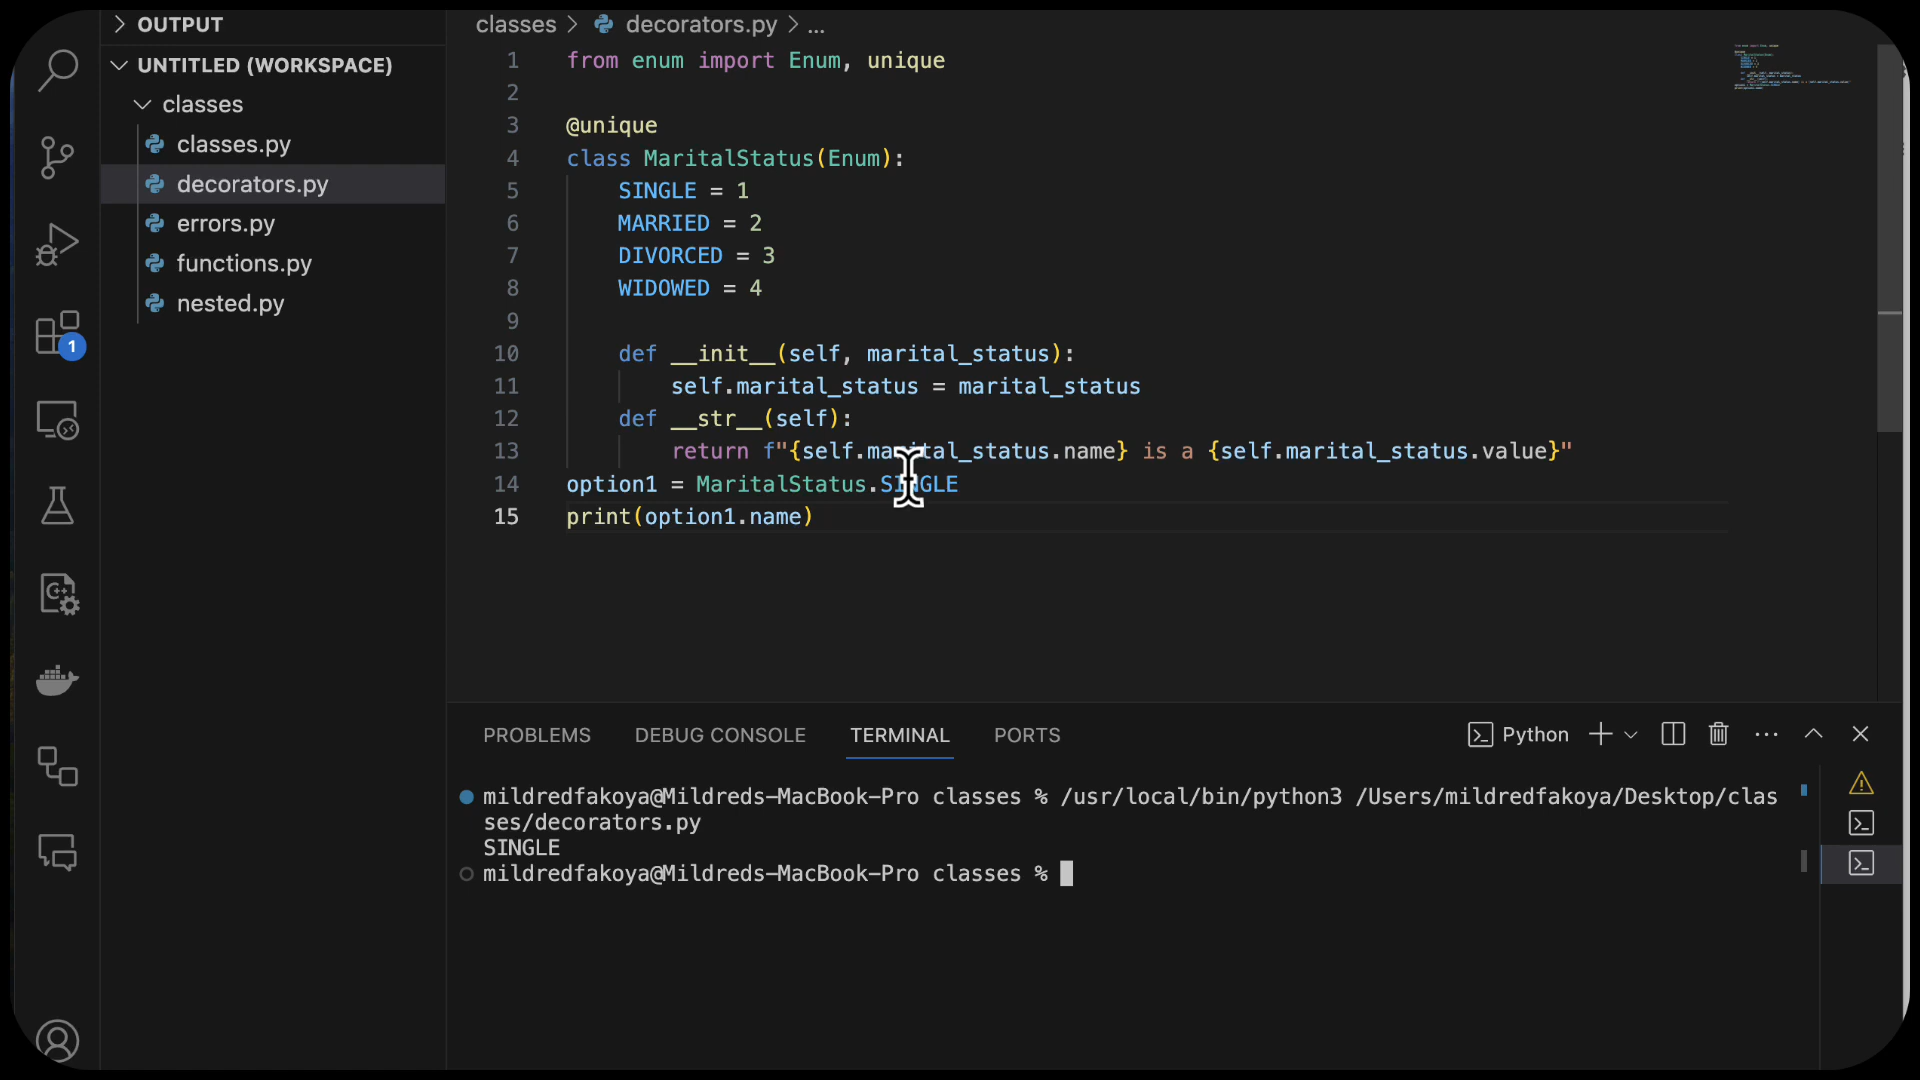 OUTPUT
UNTITLED (WORKSPACE)
classes
classes.py
decorators.py
errors.py
functions.py
nested.py
1
classes > decorators.py > ...
1 from enum import Enum, unique
2
3 @unique
4 class MaritalStatus(Enum):
5 SINGLE = 1
6 MARRIED = 2
7 DIVORCED = 3
8 WIDOWED = 4
9
10 def __init__(self, marital_status):
11 self.marital_status = marital_status
12 def __str__(self):
13 return f"{self.marital_status.name} is a {self.marital_status.value}"
14 option1 = MaritalStatus.SINGLE
15 print(option1.name)
PROBLEMS DEBUG CONSOLE TERMINAL PORTS Python
mildredfakoya@Mildreds-MacBook-Pro classes % /usr/local/bin/python3 /Users/mildredfakoya/Desktop/clas
ses/decorators.py
SINGLE
mildredfakoya@Mildreds-MacBook-Pro classes %